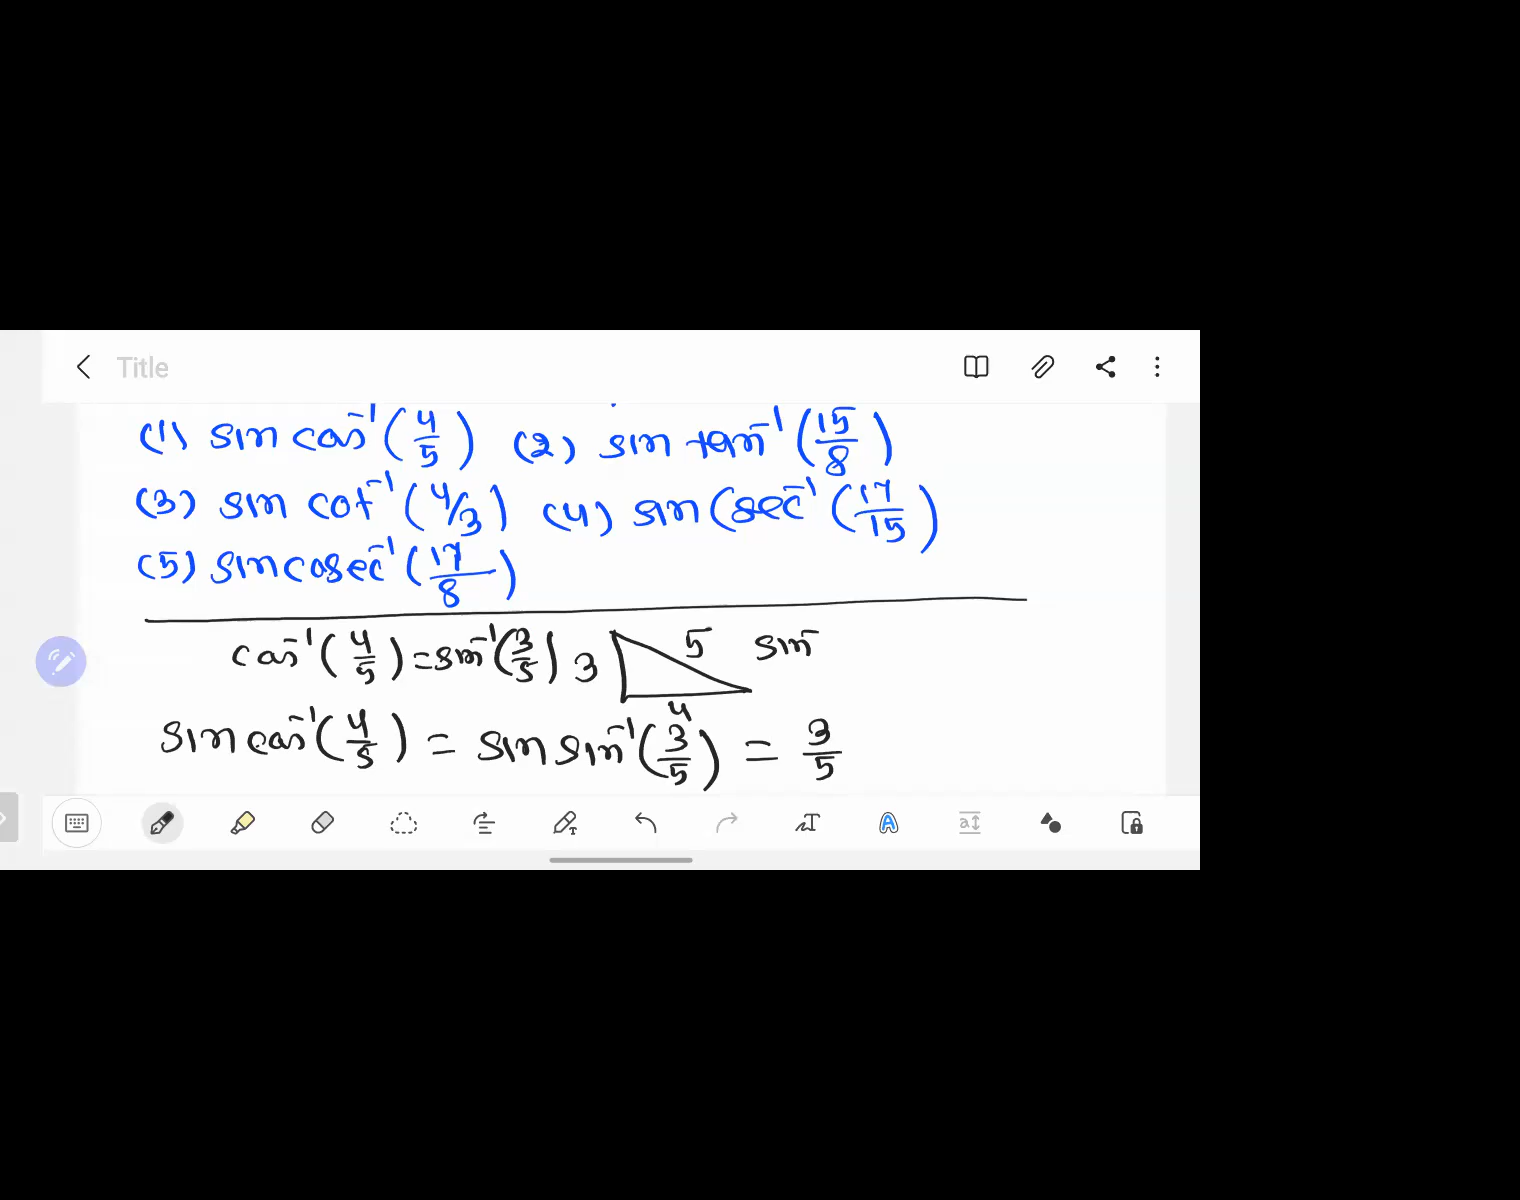 Title
(1) sin cos⁻¹(4/5) (2) sin tan⁻¹(15/8)
(3) sin cot⁻¹(4/3) (4) sin(sec⁻¹(17/15)
(5) sin cosec⁻¹(17/8)
cos⁻¹(4/5) = sin⁻¹(3/5) 3 5 sin⁻
4
sin cos⁻¹(4/5) = sin sin⁻¹(3/5) = 3/5